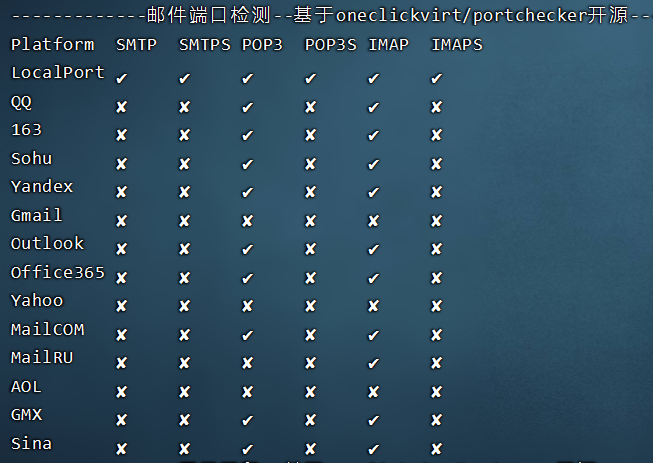 -------------邮件端口检测--基于oneclickvirt/portchecker开源---
Platform SMTP SMTPS POP3 POP3S IMAP IMAPS
LocalPort ✔ ✔ ✔ ✔ ✔ ✔
QQ ✘ ✘ ✔ ✘ ✔ ✘
163 ✘ ✘ ✔ ✘ ✔ ✘
Sohu ✘ ✘ ✔ ✘ ✔ ✘
Yandex ✘ ✘ ✔ ✘ ✔ ✘
Gmail ✘ ✘ ✘ ✘ ✘ ✘
Outlook ✘ ✘ ✔ ✘ ✔ ✘
Office365 ✘ ✘ ✔ ✘ ✔ ✘
Yahoo ✘ ✘ ✘ ✘ ✘ ✘
MailCOM ✘ ✘ ✔ ✘ ✔ ✘
MailRU ✘ ✘ ✘ ✘ ✔ ✘
AOL ✘ ✘ ✘ ✘ ✘ ✘
GMX ✘ ✘ ✔ ✘ ✔ ✘
Sina ✘ ✘ ✔ ✘ ✔ ✘